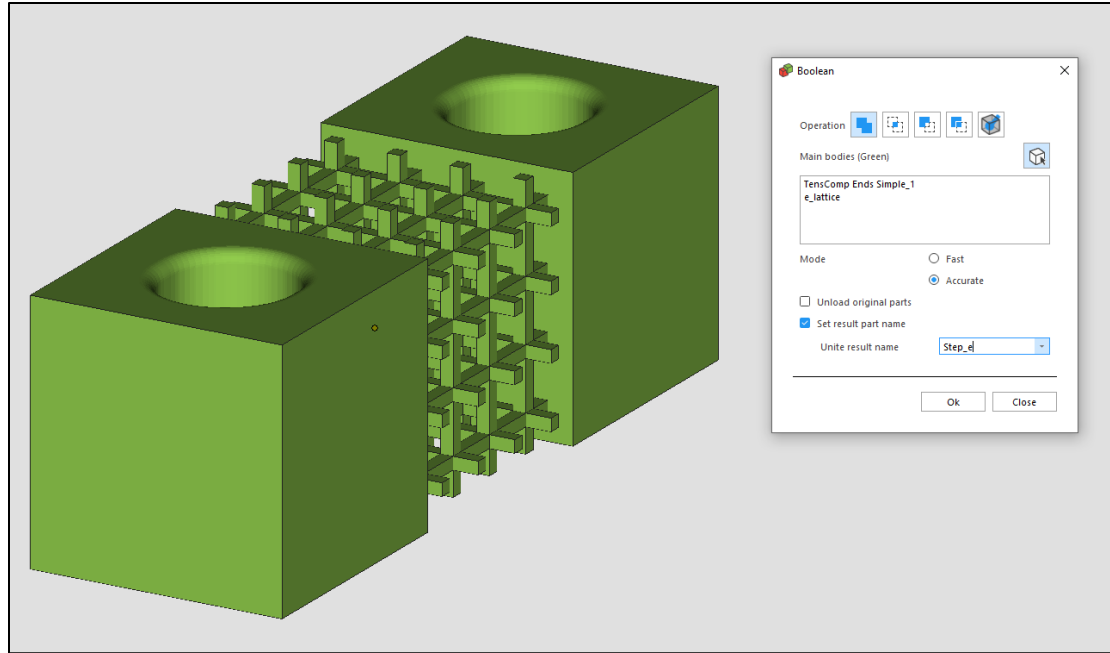 Boolean
Operation
Main bodies (Green)
TensComp Ends Simple_1
e_lattice
Mode
Fast
Accurate
Unload original parts
Set result part name
Unite result name
Step_e
Ok
Close